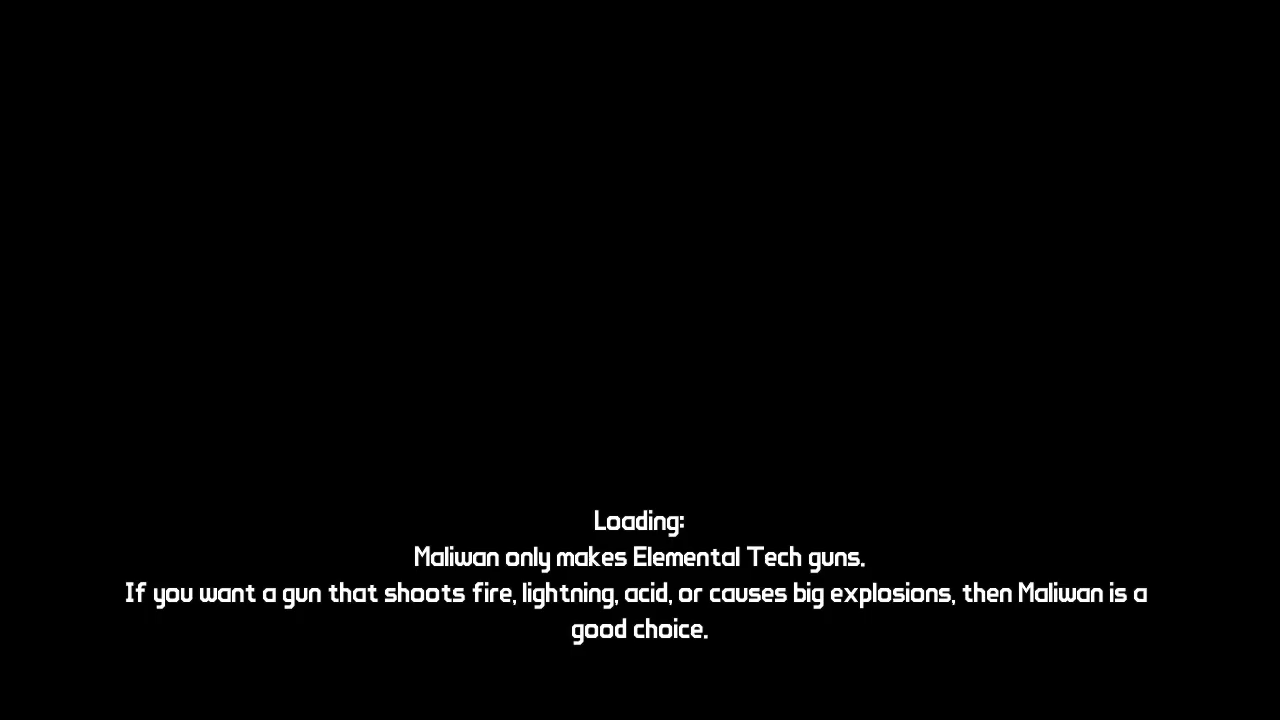 Loading:
Maliwan only makes Elemental Tech guns.
If you want a gun that shoots fire, lightning, acid, or causes big explosions, then Maliwan is a
good choice.